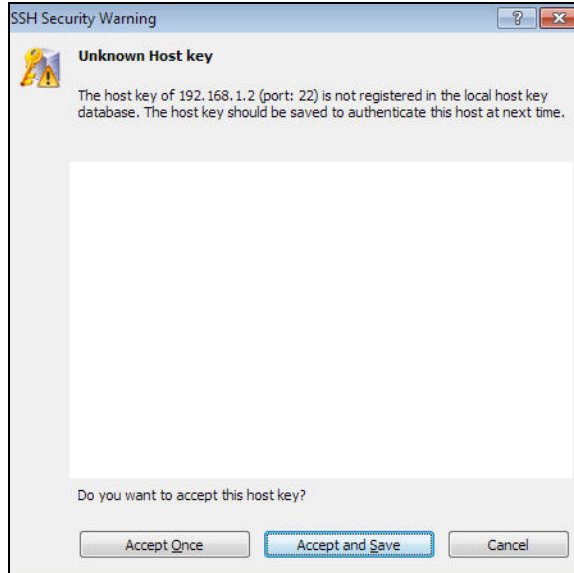 SSH Security Warning
Unknown Host key
The host key of 192.168.1.2 (port: 22) is not registered in the local host key
database. The host key should be saved to authenticate this host at next time.
Do you want to accept this host key?
Accept Once
Accept and Save
Cancel